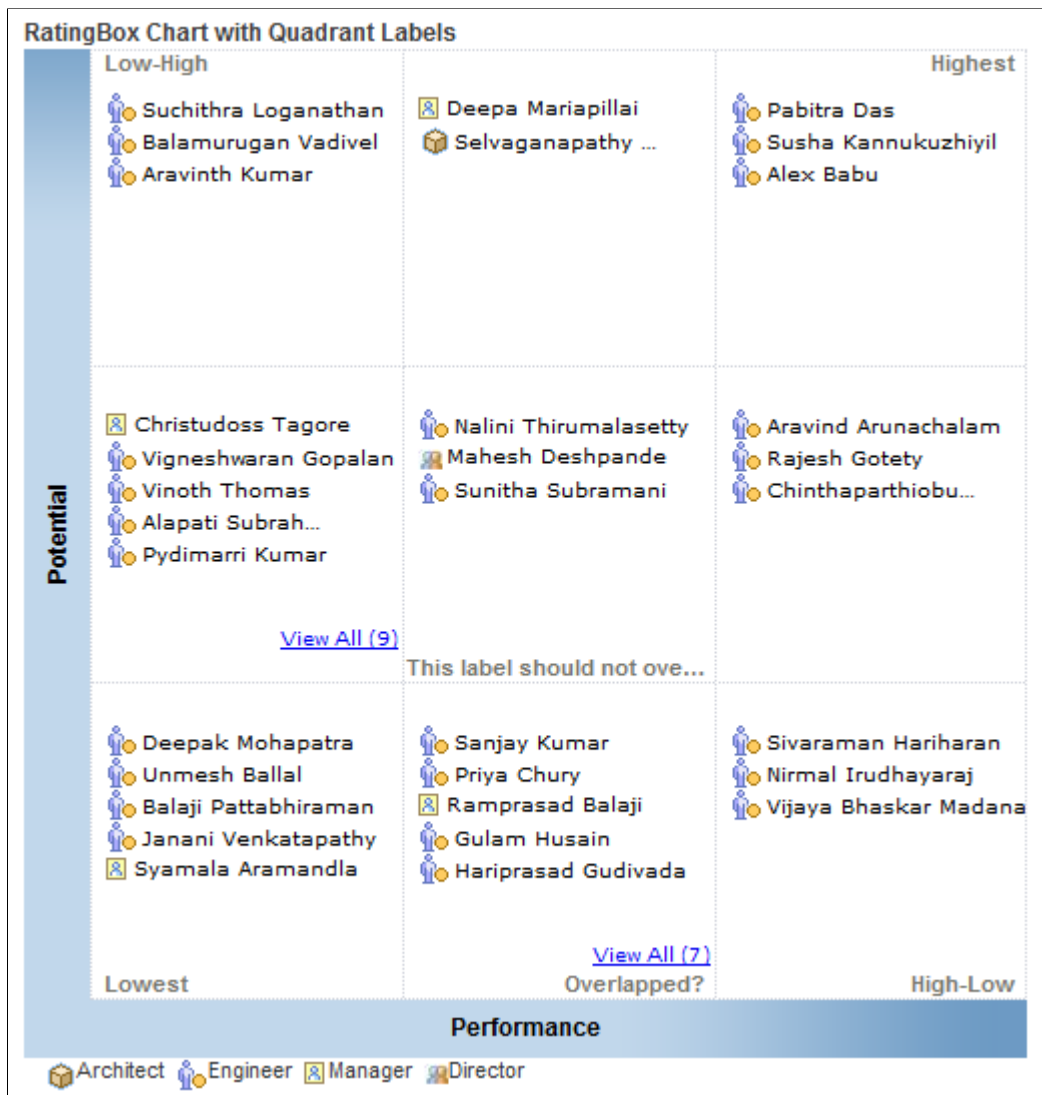 RatingBox Chart with Quadrant Labels
Low-High
Highest
Suchithra Loganathan
Balamurugan Vadivel
Aravinth Kumar
Deepa Mariapillai
Selvaganapathy ...
Pabitra Das
Susha Kannukuzhiyil
Alex Babu
Potential
Christudoss Tagore
Vigneshwaran Gopalan
Vinoth Thomas
Alapati Subrah...
Pydimarri Kumar
View All (9)
Nalini Thirumalasetty
Mahesh Deshpande
Sunitha Subramani
This label should not ove...
Aravind Arunachalam
Rajesh Gotety
Chinthaparthiobu...
Deepak Mohapatra
Unmesh Ballal
Balaji Pattabhiraman
Janani Venkatapathy
Syamala Aramandla
Lowest
Sanjay Kumar
Priya Chury
Ramprasad Balaji
Gulam Husain
Hariprasad Gudivada
View All (7)
Overlapped?
Sivaraman Hariharan
Nirmal Irudhayaraj
Vijaya Bhaskar Madana
High-Low
Performance
Architect Engineer Manager Director